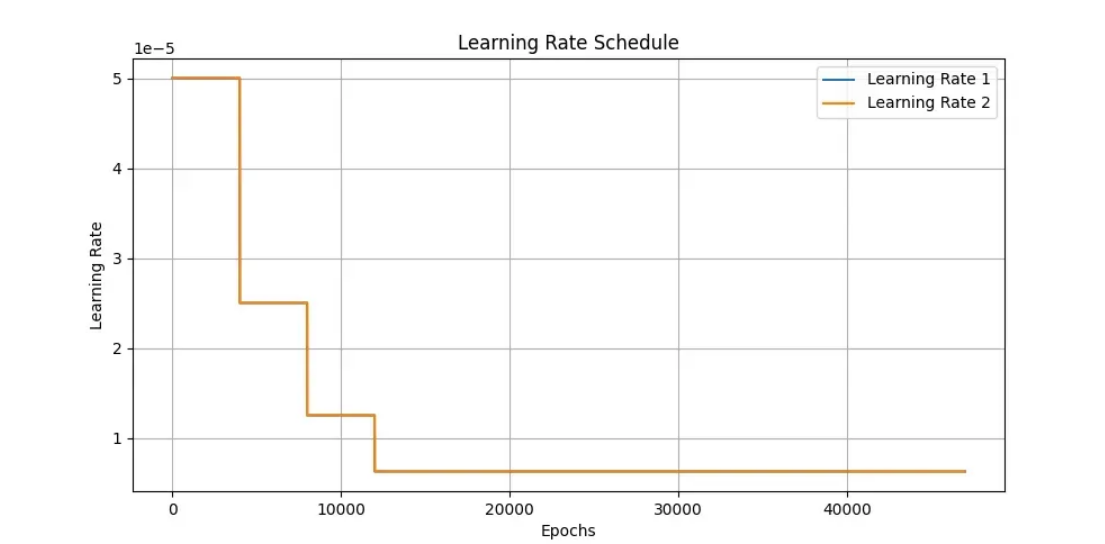 Learning Rate Schedule
1e−5
Learning Rate 1
Learning Rate 2
5
4
3
2
1
Learning Rate
0
10000
20000
30000
40000
Epochs